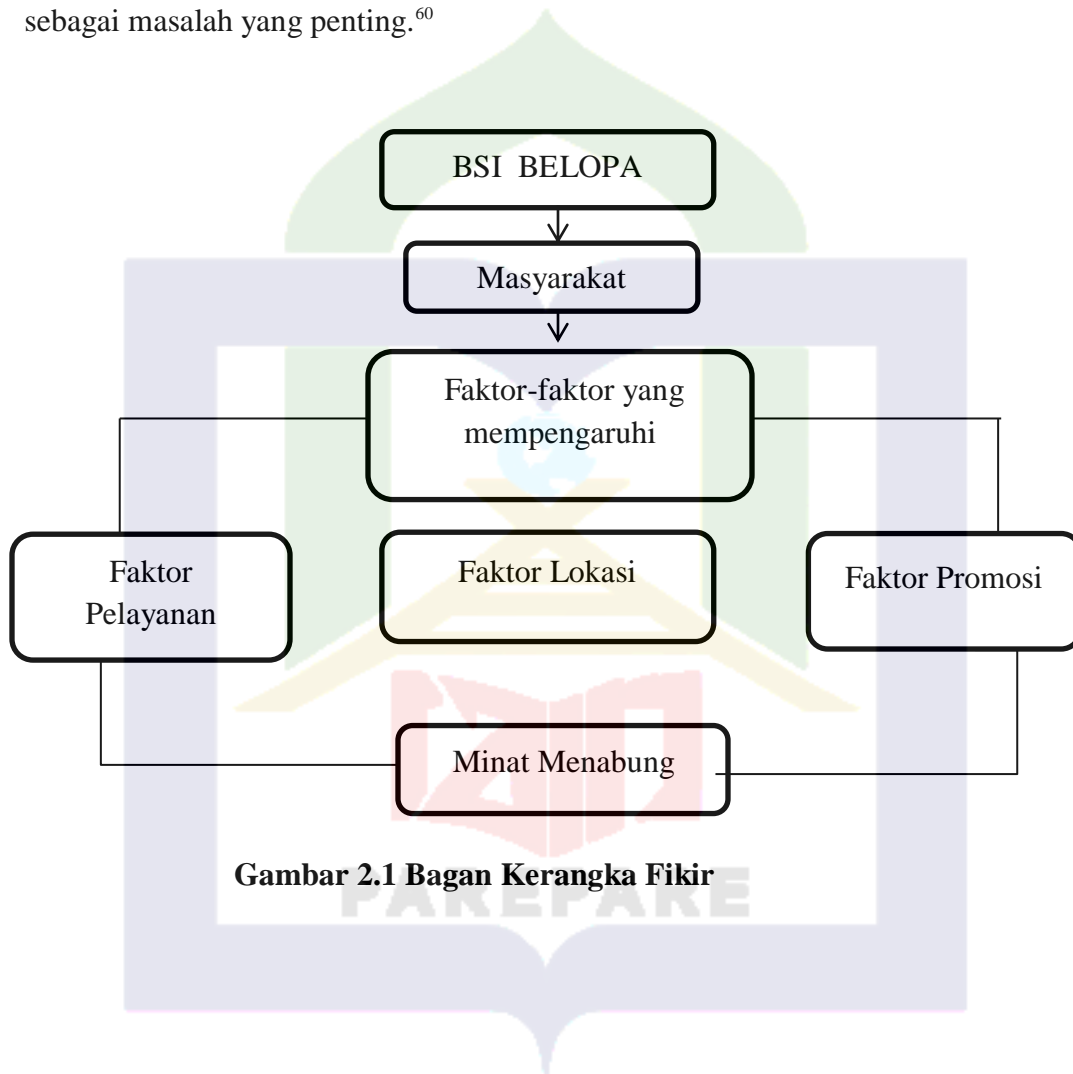 sebagai masalah yang penting.⁶⁰
BSI BELOPA
Masyarakat
Faktor-faktor yang
mempengaruhi
Faktor
Pelayanan
Faktor Lokasi
Faktor Promosi
Minat Menabung
Gambar 2.1 Bagan Kerangka Fikir
PAREPARE